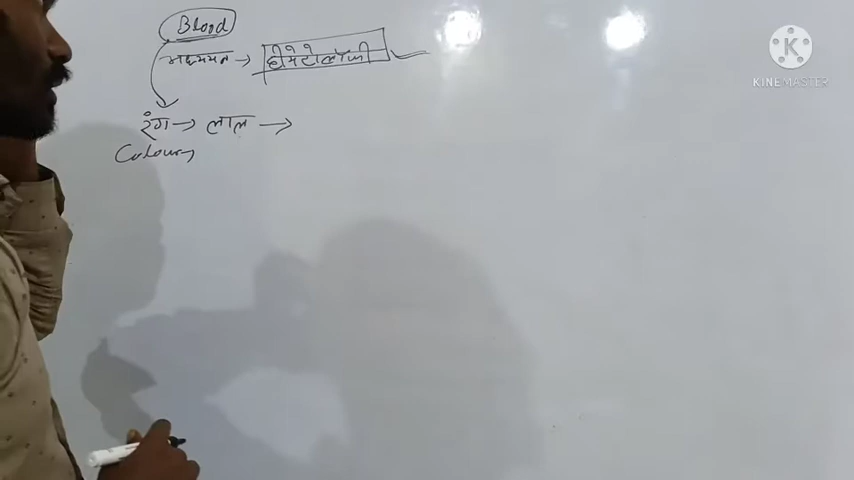 Blood
अध्ययन → हीमेटोलॉजी
रंग → लाल →
Colour →
K
KINEMASTER